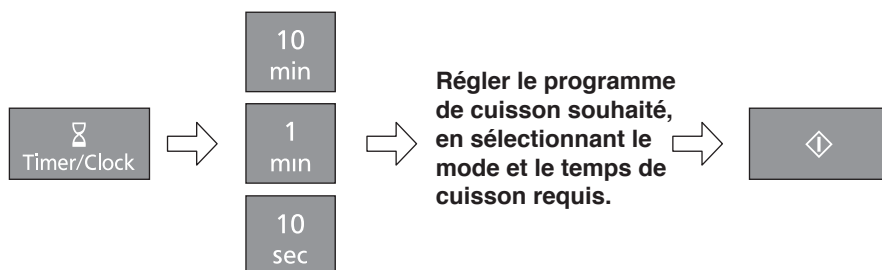 Timer/Clock
10
min
1
min
10
sec
Régler le programme
de cuisson souhaité,
en sélectionnant le
mode et le temps de
cuisson requis.